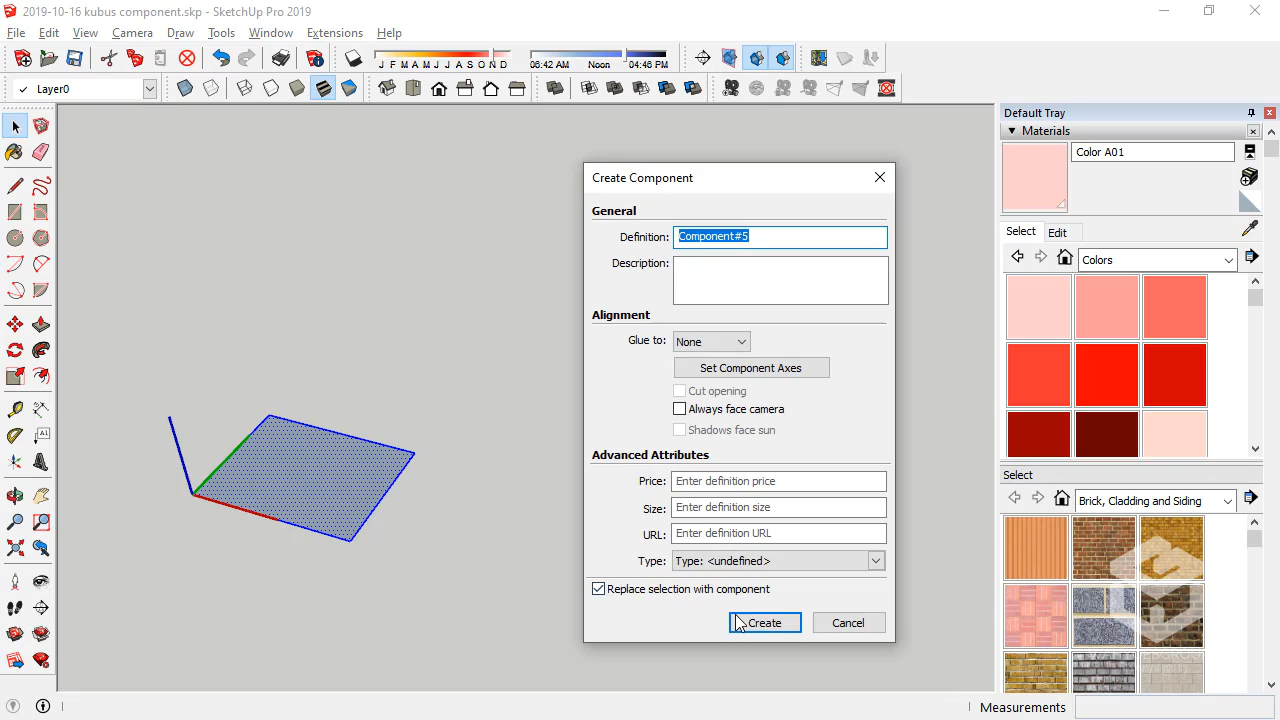 2019-10-16 kubus component.skp - SketchUp Pro 2019
File Edit View Camera Draw Tools Window Extensions Help
J F M A M J J A S O N D
06:42 AM Noon 04:46 PM
Layer0
Default Tray
Materials
Color A01
Select Edit
Colors
Select
Brick, Cladding and Siding
Create Component
General
Definition: Component#5
Description:
Alignment
Glue to: None
Set Component Axes
Cut opening
Always face camera
Shadows face sun
Advanced Attributes
Price: Enter definition price
Size: Enter definition size
URL: Enter definition URL
Type: Type: <undefined>
Replace selection with component
Create Cancel
Measurements